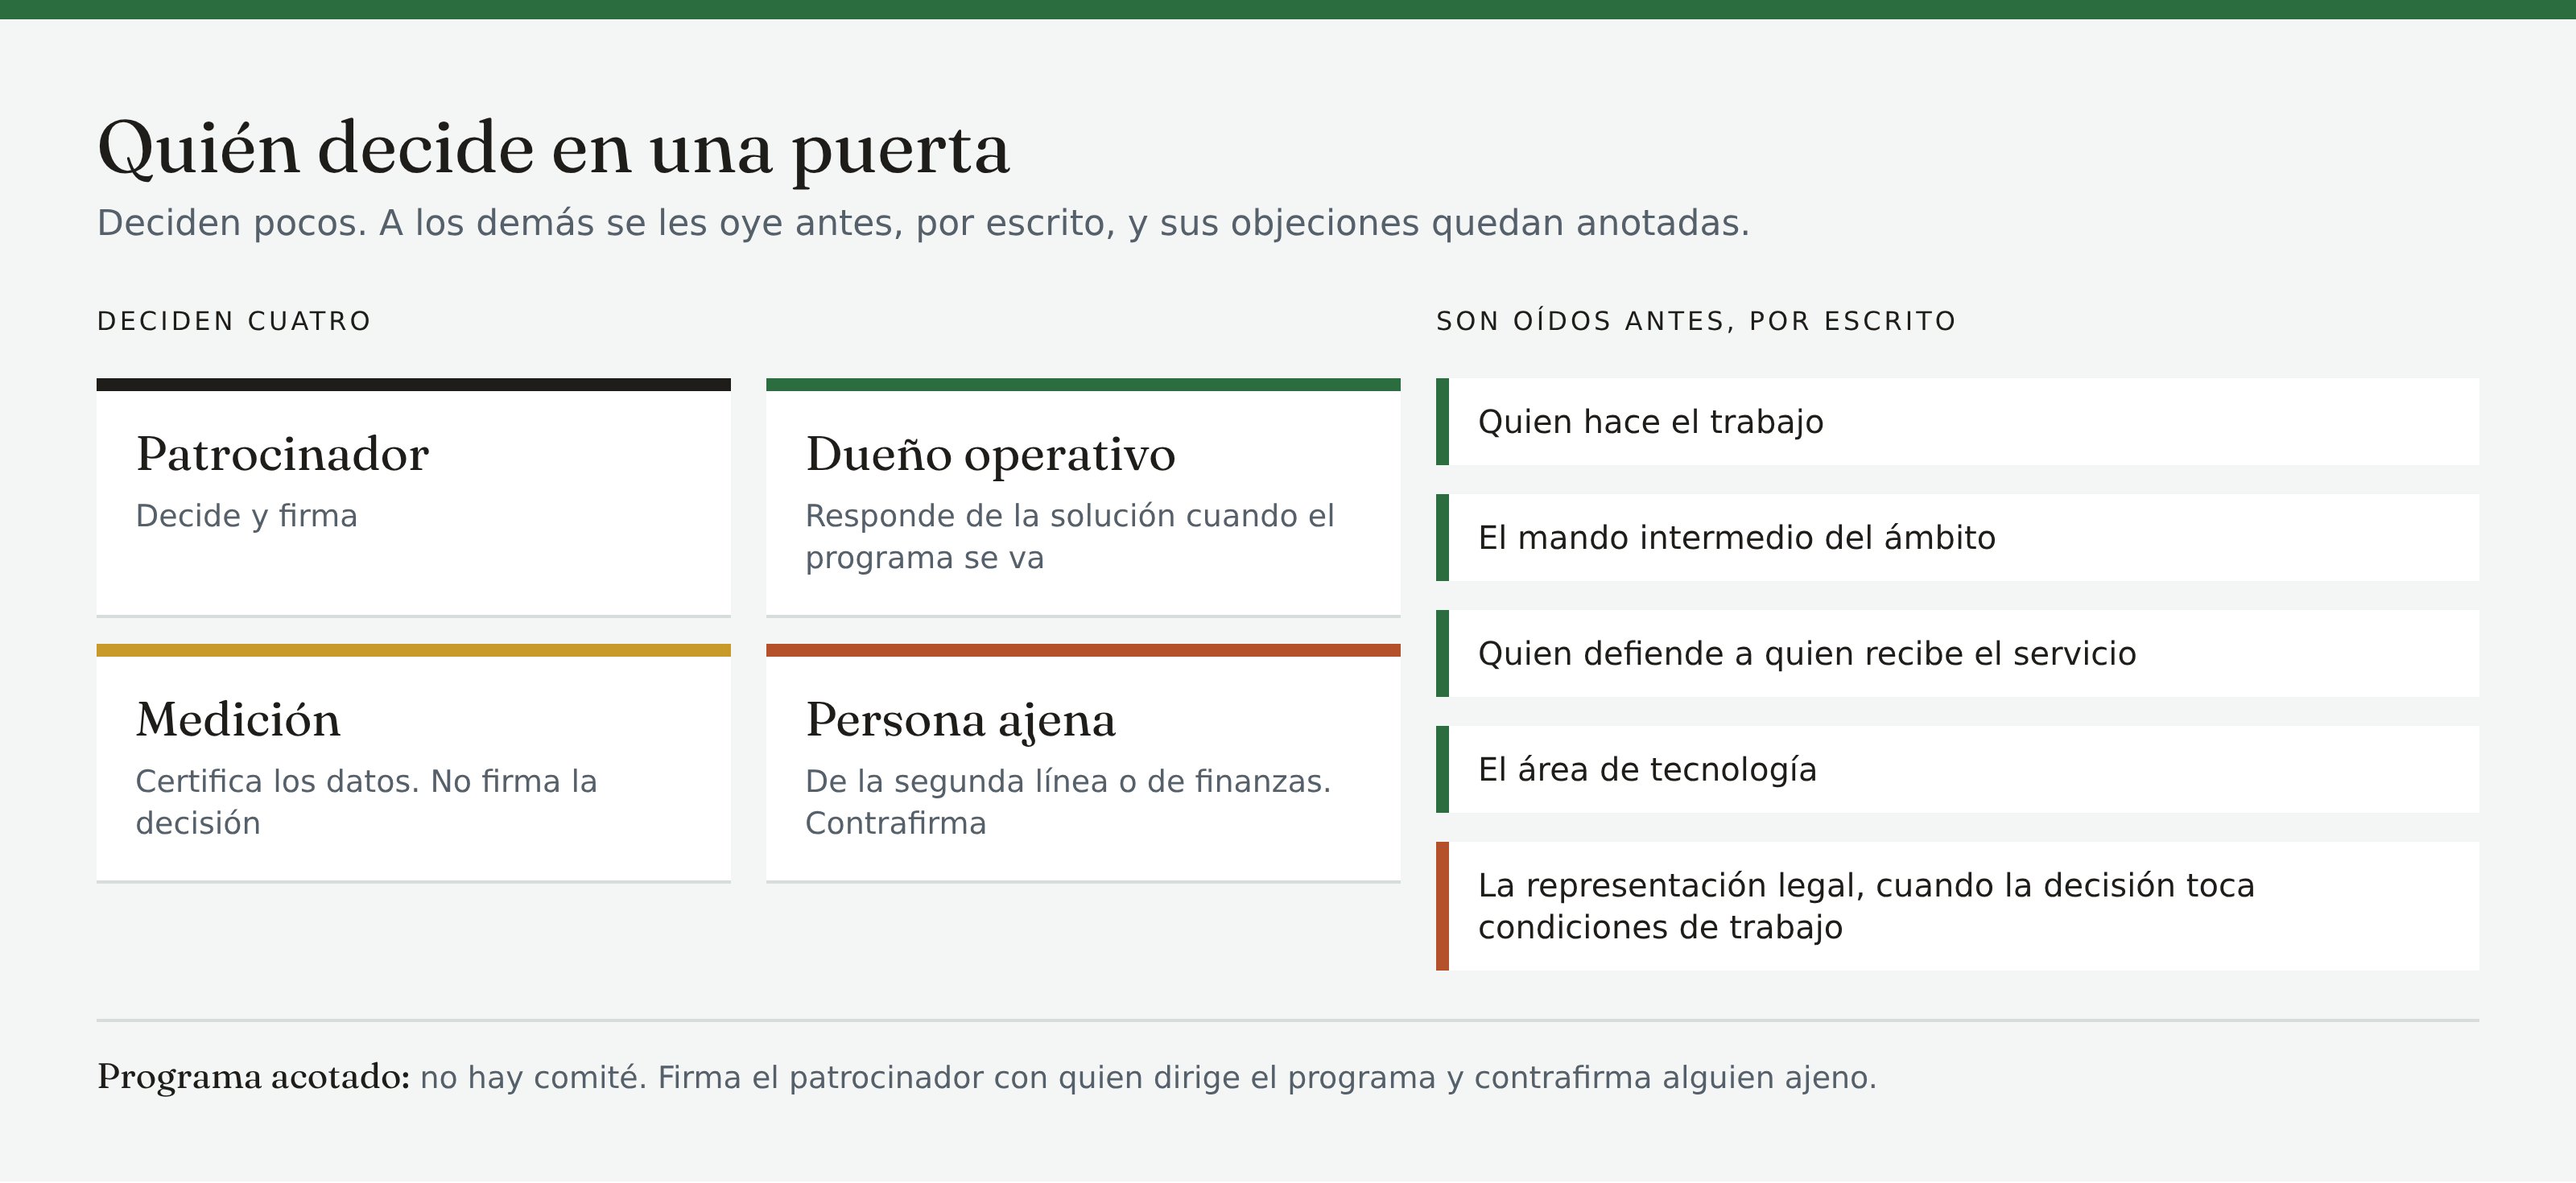 Quién decide en una puerta
Deciden pocos. A los demás se les oye antes, por escrito, y sus objeciones quedan anotadas.
DECIDEN CUATRO
Patrocinador
Decide y firma
Dueño operativo
Responde de la solución cuando el
programa se va
Medición
Certifica los datos. No firma la
decisión
Persona ajena
De la segunda línea o de finanzas.
Contrafirma
SON OÍDOS ANTES, POR ESCRITO
Quien hace el trabajo
El mando intermedio del ámbito
Quien defiende a quien recibe el servicio
El área de tecnología
La representación legal, cuando la decisión toca
condiciones de trabajo
Programa acotado: no hay comité. Firma el patrocinador con quien dirige el programa y contrafirma alguien ajeno.